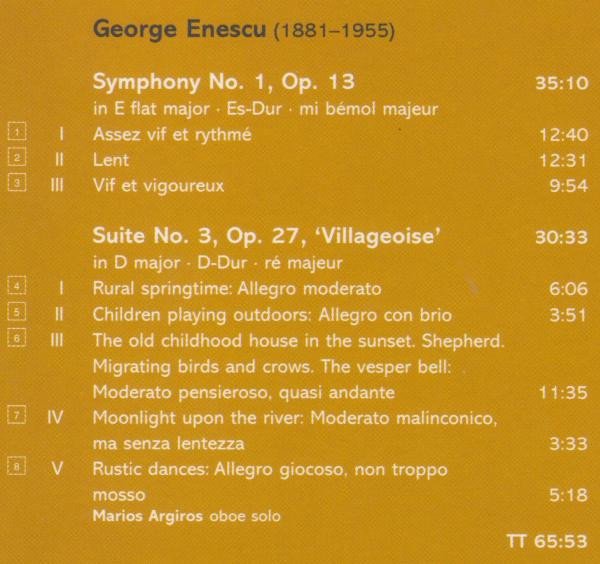 George Enescu (1881–1955)
Symphony No. 1, Op. 13 35:10
in E flat major · Es-Dur · mi bémol majeur
1 I Assez vif et rythmé 12:40
2 II Lent 12:31
3 III Vif et vigoureux 9:54
Suite No. 3, Op. 27, ‘Villageoise’ 30:33
in D major · D-Dur · ré majeur
4 I Rural springtime: Allegro moderato 6:06
5 II Children playing outdoors: Allegro con brio 3:51
6 III The old childhood house in the sunset. Shepherd.
Migrating birds and crows. The vesper bell:
Moderato pensieroso, quasi andante 11:35
7 IV Moonlight upon the river: Moderato malinconico,
ma senza lentezza 3:33
8 V Rustic dances: Allegro giocoso, non troppo
mosso 5:18
Marios Argiros oboe solo
TT 65:53